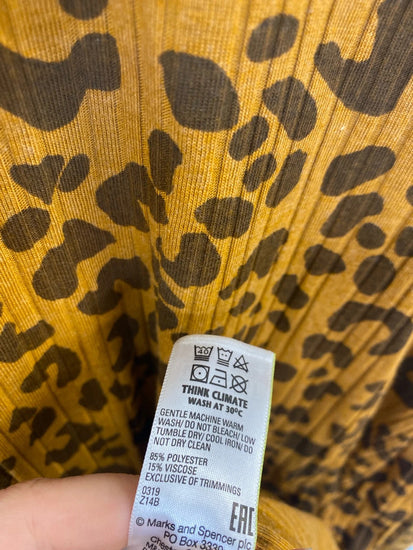 THINK CLIMATE
WASH AT 30°C
GENTLE MACHINE WARM
WASH/DO NOT BLEACH/LOW
TUMBLE DRY/COOL IRON/DO
NOT DRY CLEAN
85% POLYESTER
15% VISCOSE
EXCLUSIVE OF TRIMMINGS
0319
Z14B
EAC
© Marks and Spencer plc
PO Box 3339